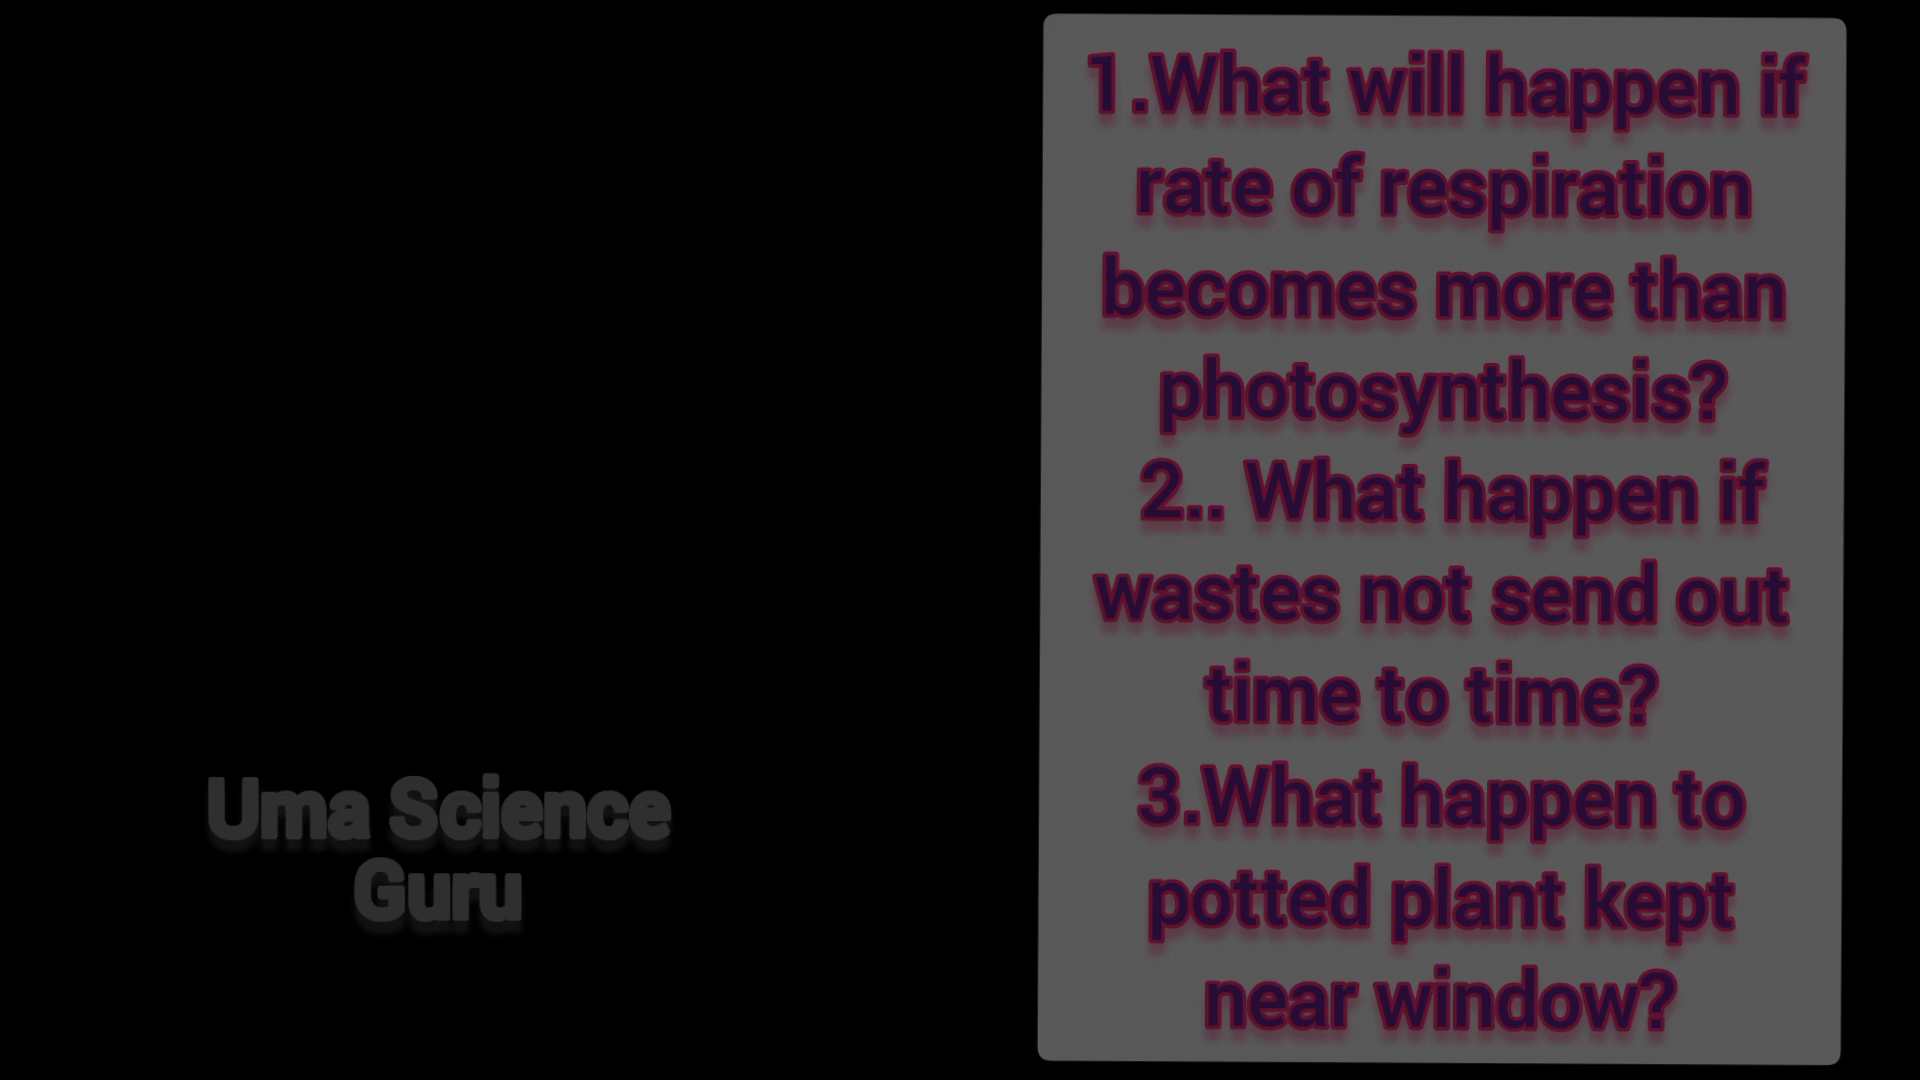 1.What will happen if
rate of respiration
becomes more than
photosynthesis?
2.. What happen if
wastes not send out
time to time?
3.What happen to
potted plant kept
near window?
Uma Science
Guru